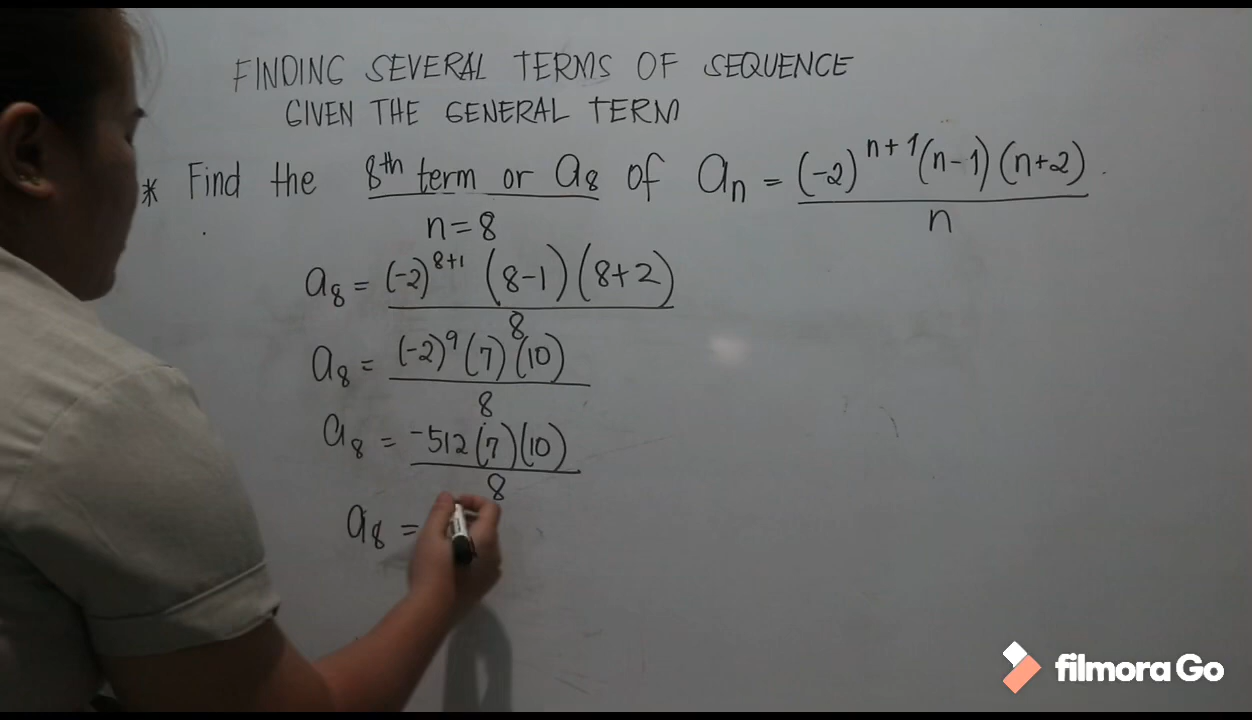 FINDING SEVERAL TERMS OF SEQUENCE
GIVEN THE GENERAL TERM
* Find the 8th term or a₈ of aₙ = (-2)ⁿ⁺¹(n-1)(n+2)
n
n=8
a₈ = (-2)⁸⁺¹ (8-1)(8+2)
8
a₈ = (-2)⁹(7)(10)
8
a₈ = -512(7)(10)
8
a₈ =
filmora Go